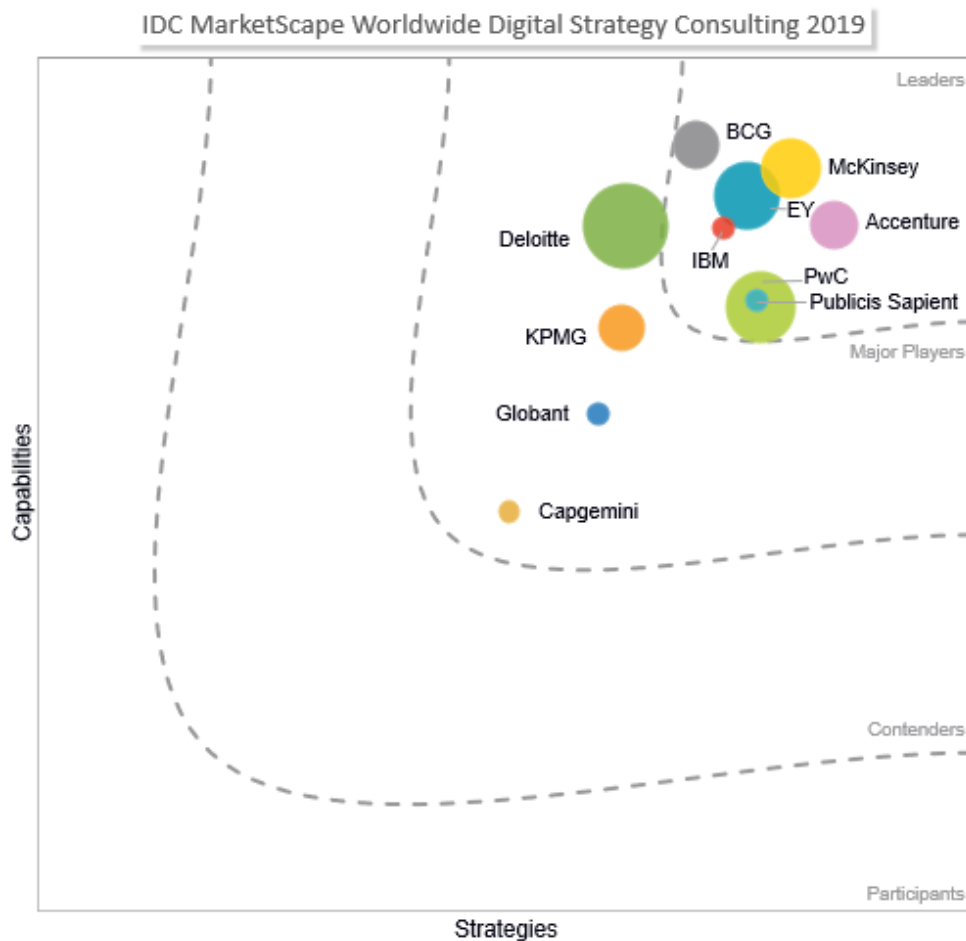 IDC MarketScape Worldwide Digital Strategy Consulting 2019
Leaders
BCG
McKinsey
EY
Accenture
Deloitte
IBM
PwC
Publicis Sapient
KPMG
Major Players
Globant
Capgemini
Capabilities
Contenders
Participants
Strategies